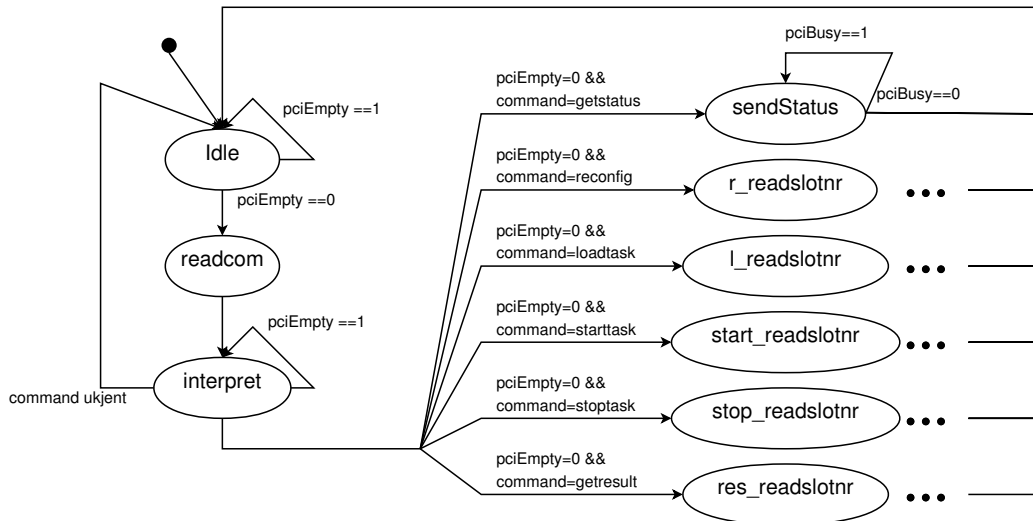 pciBusy==1
pciEmpty=0 &&
command=getstatus
sendStatus
pciBusy==0
pciEmpty ==1
Idle
pciEmpty ==0
pciEmpty=0 &&
command=reconfig
r_readslotnr
readcom
pciEmpty=0 &&
command=loadtask
l_readslotnr
pciEmpty ==1
interpret
command ukjent
pciEmpty=0 &&
command=starttask
start_readslotnr
pciEmpty=0 &&
command=stoptask
stop_readslotnr
pciEmpty=0 &&
command=getresult
res_readslotnr